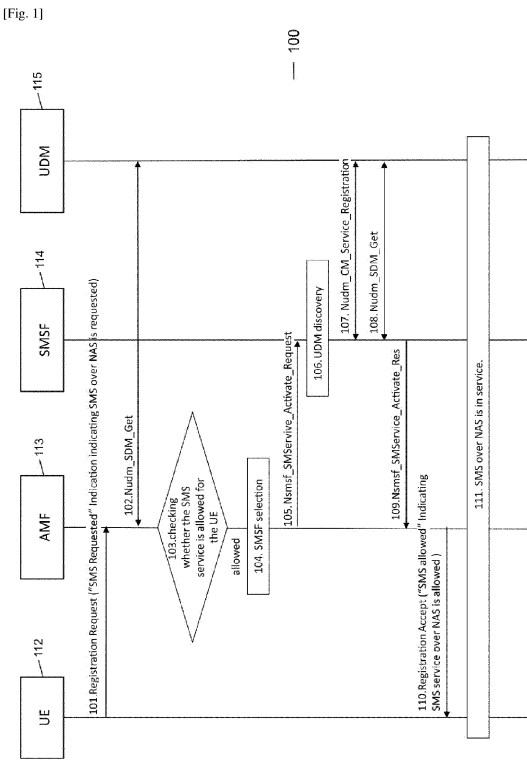 [Fig. 1]
100
112
UE
113
AMF
114
SMSF
115
UDM
101.Registration Request ("SMS Requested" Indication indicating SMS over NAS is requested)
102.Nudm_SDM_Get
103.checking
whether the SMS
service is allowed for
the UE
allowed
104. SMSF selection
105. Nsmsf_SMServive_Activate_Request
106.UDM discovery
107. Nudm_CM_Service_Registration
108. Nudm_SDM_Get
109.Nsmsf_SMService_Activate_Res
110.Registration Accept ("SMS allowed" Indicating
SMS service over NAS is allowed )
111. SMS over NAS is in service.